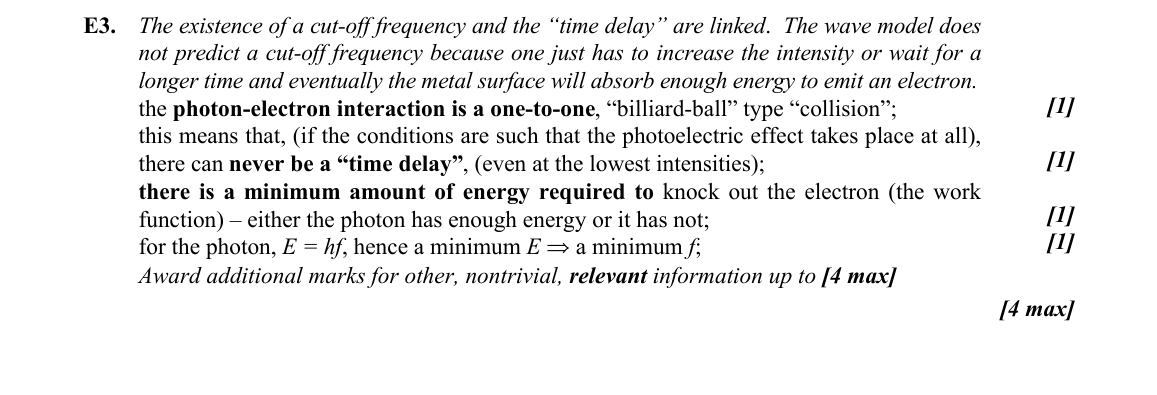 E3. The existence of a cut-off frequency and the “time delay” are linked. The wave model does
not predict a cut-off frequency because one just has to increase the intensity or wait for a
longer time and eventually the metal surface will absorb enough energy to emit an electron.
the photon-electron interaction is a one-to-one, “billiard-ball” type “collision”; [1]
this means that, (if the conditions are such that the photoelectric effect takes place at all),
there can never be a “time delay”, (even at the lowest intensities); [1]
there is a minimum amount of energy required to knock out the electron (the work
function) – either the photon has enough energy or it has not; [1]
for the photon, E = hf, hence a minimum E ⇒ a minimum f; [1]
Award additional marks for other, nontrivial, relevant information up to [4 max]
[4 max]